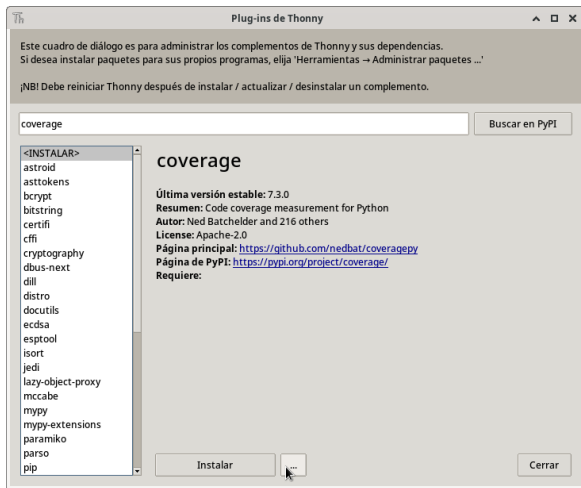 Th
Plug-ins de Thonny
Este cuadro de diálogo es para administrar los complementos de Thonny y sus dependencias.
Si desea instalar paquetes para sus propios programas, elija 'Herramientas → Administrar paquetes ...'
¡NB! Debe reiniciar Thonny después de instalar / actualizar / desinstalar un complemento.
coverage
Buscar en PyPI
<INSTALAR>
astroid
asttokens
bcrypt
bitstring
certifi
cffi
cryptography
dbus-next
dill
distro
docutils
ecdsa
esptool
isort
jedi
lazy-object-proxy
mccabe
mypy
mypy-extensions
paramiko
parso
pip
coverage
Última versión estable: 7.3.0
Resumen: Code coverage measurement for Python
Autor: Ned Batchelder and 216 others
License: Apache-2.0
Página principal: https://github.com/nedbat/coveragepy
Página de PyPI: https://pypi.org/project/coverage/
Requiere:
Instalar
...
Cerrar